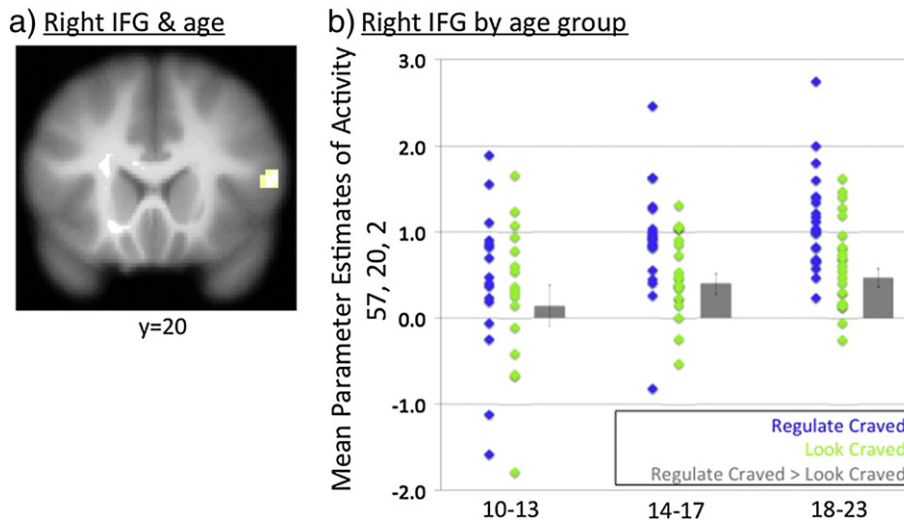 a) Right IFG & age
y=20
b) Right IFG by age group
Mean Parameter Estimates of Activity
57, 20, 2
3.0
2.0
1.0
0.0
-1.0
-2.0
Regulate Craved
Look Craved
Regulate Craved > Look Craved
10-13 14-17 18-23